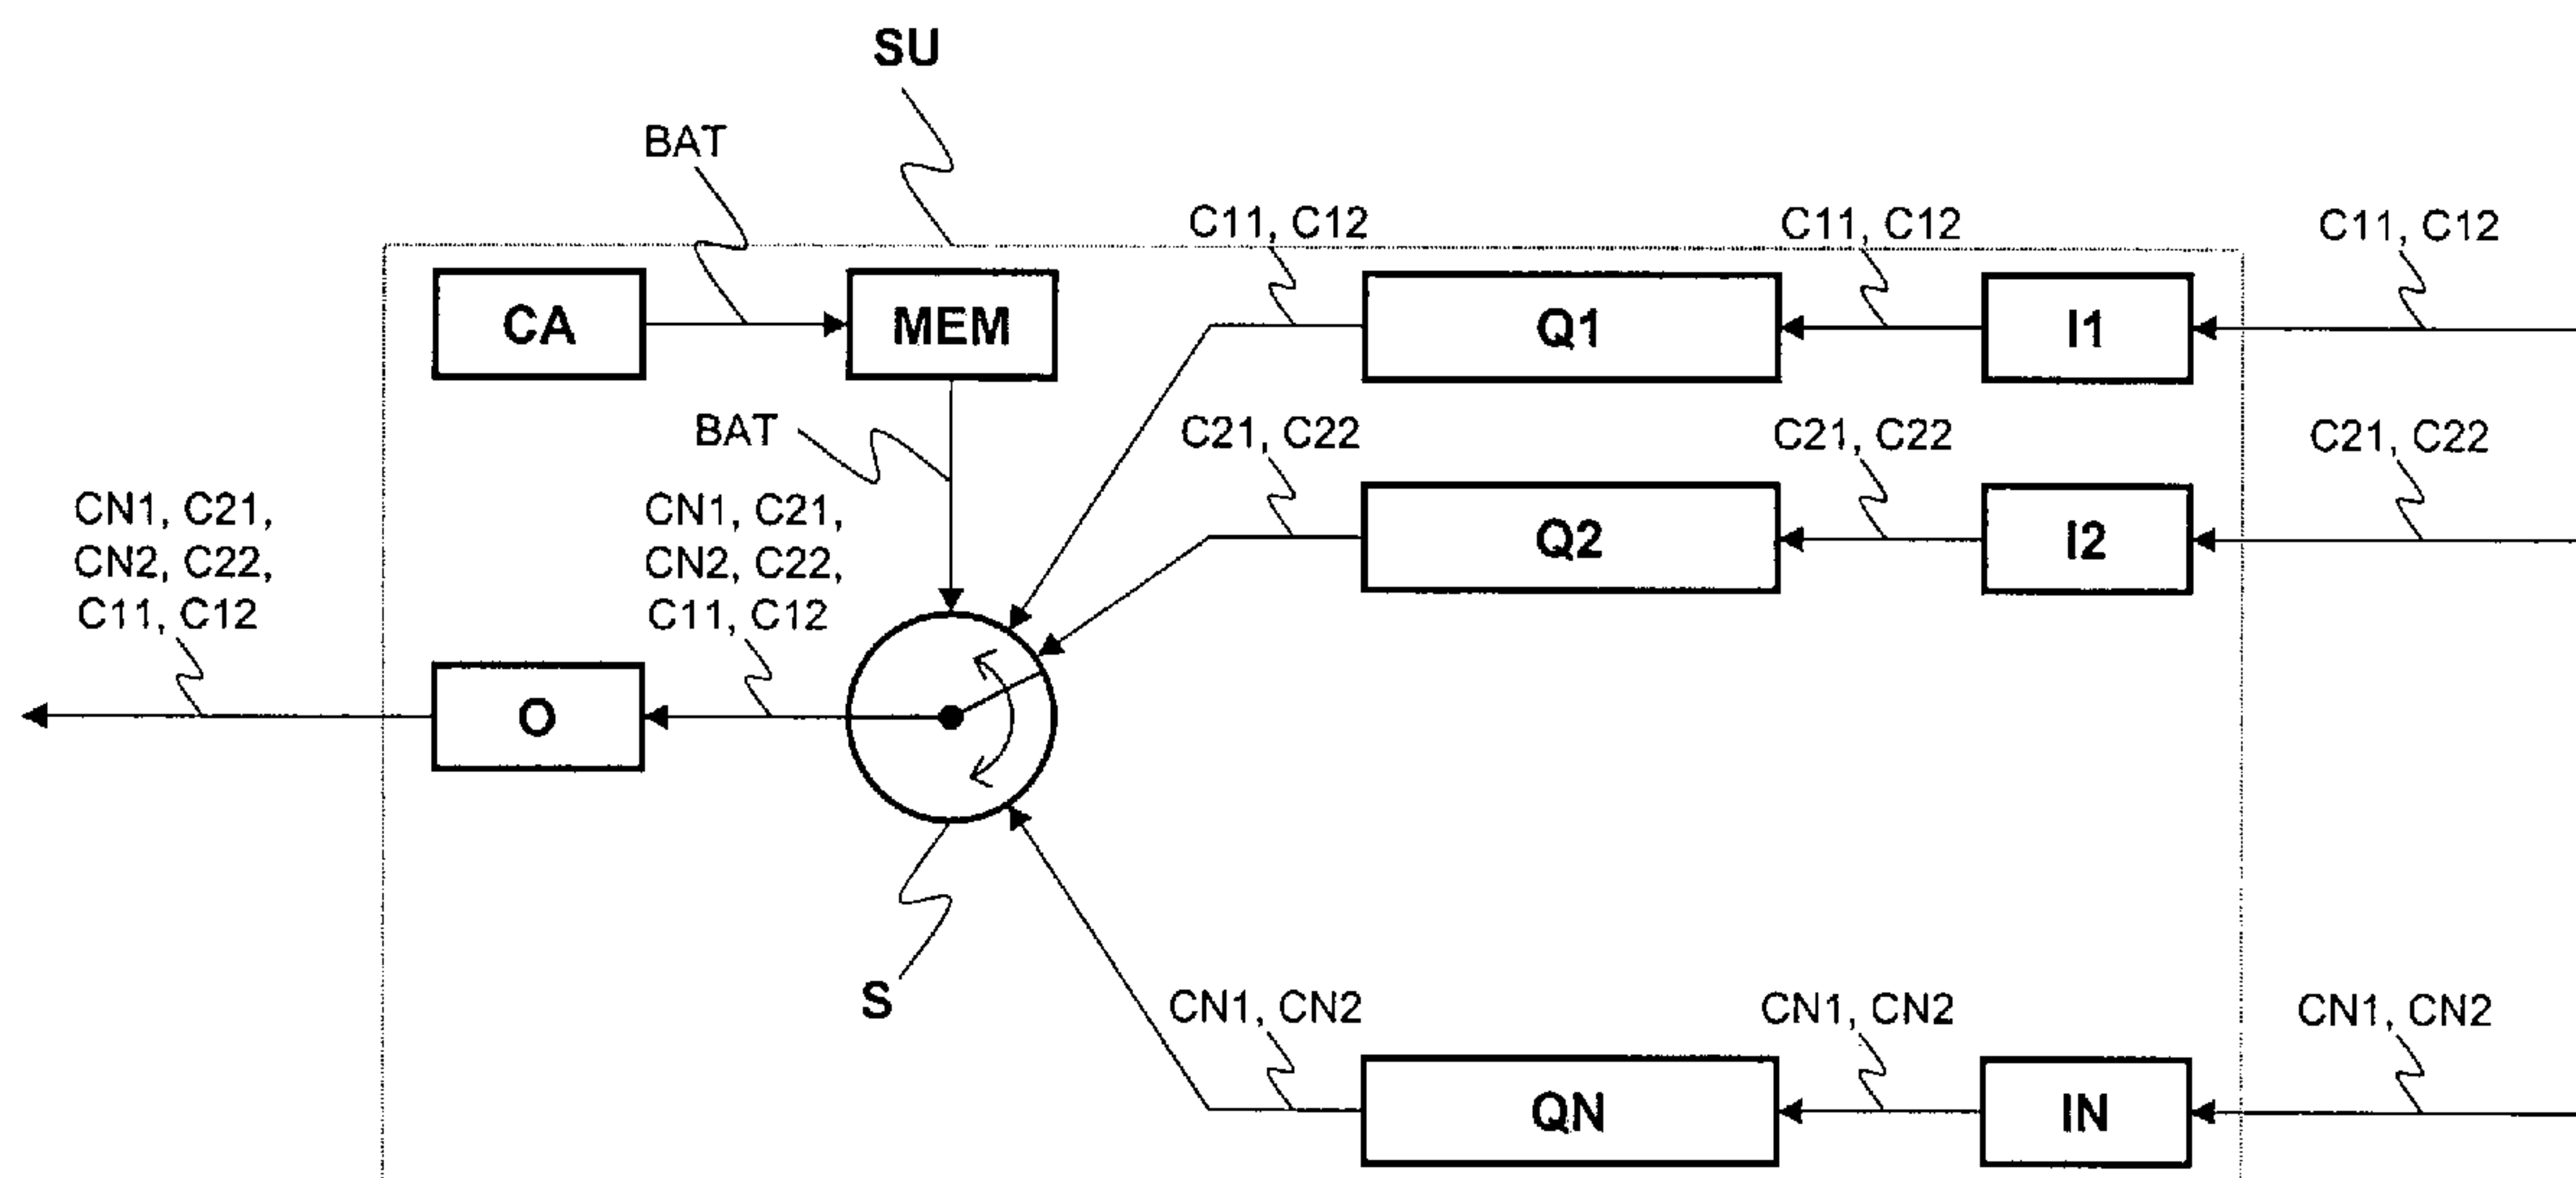 SU
BAT
C11, C12
C11, C12
C11, C12
CA
MEM
Q1
I1
BAT
C21, C22
C21, C22
C21, C22
CN1, C21,
CN2, C22,
C11, C12
CN1, C21,
CN2, C22,
C11, C12
Q2
I2
O
S
CN1, CN2
CN1, CN2
CN1, CN2
QN
IN